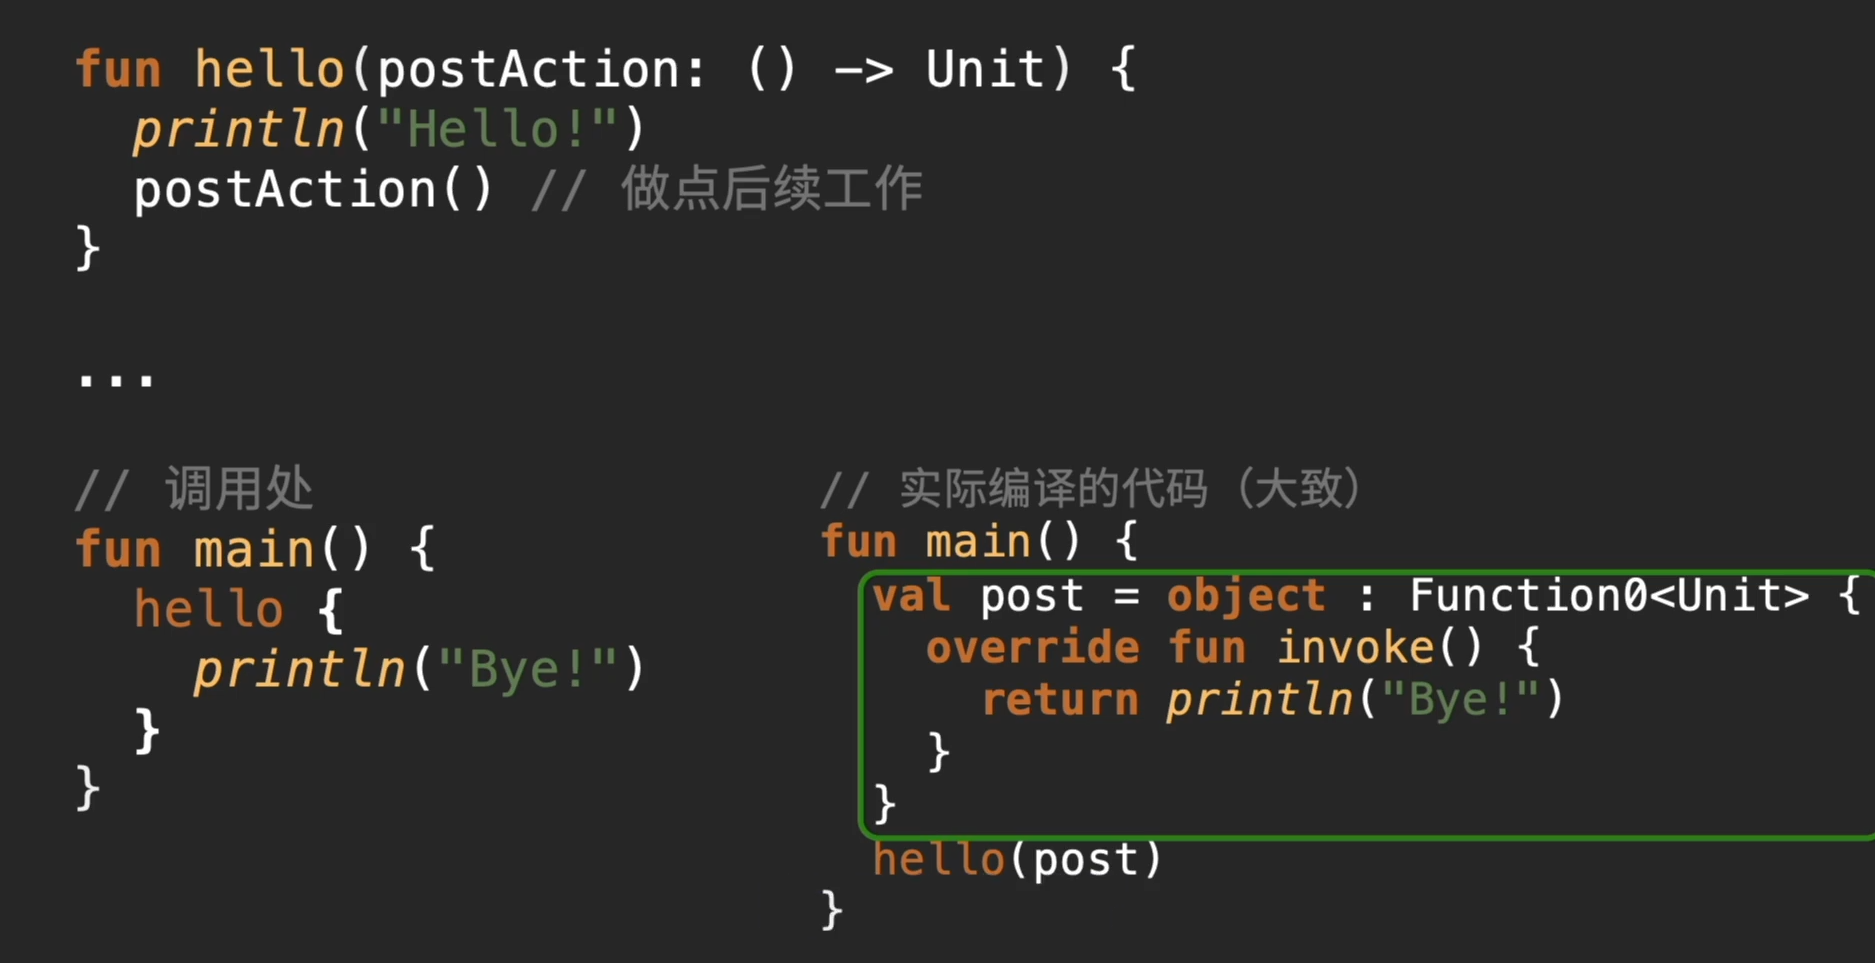 fun hello(postAction: () -> Unit) {
println("Hello!")
postAction() // 做点后续工作
}
...
// 调用处
fun main() {
hello {
println("Bye!")
}
}
// 实际编译的代码（大致）
fun main() {
val post = object : Function0<Unit> {
override fun invoke() {
return println("Bye!")
}
}
hello(post)
}